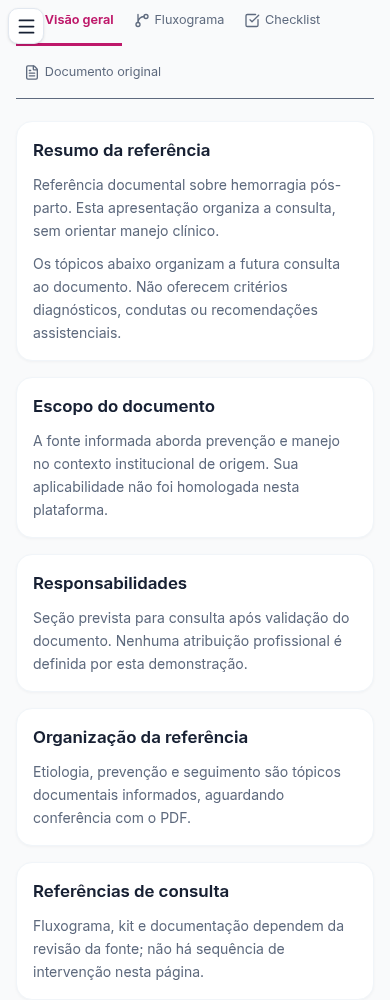 Visão geral
Fluxograma
Checklist
Documento original
Resumo da referência
Referência documental sobre hemorragia pós-
parto. Esta apresentação organiza a consulta,
sem orientar manejo clínico.
Os tópicos abaixo organizam a futura consulta
ao documento. Não oferecem critérios
diagnósticos, condutas ou recomendações
assistenciais.
Escopo do documento
A fonte informada aborda prevenção e manejo
no contexto institucional de origem. Sua
aplicabilidade não foi homologada nesta
plataforma.
Responsabilidades
Seção prevista para consulta após validação do
documento. Nenhuma atribuição profissional é
definida por esta demonstração.
Organização da referência
Etiologia, prevenção e seguimento são tópicos
documentais informados, aguardando
conferência com o PDF.
Referências de consulta
Fluxograma, kit e documentação dependem da
revisão da fonte; não há sequência de
intervenção nesta página.